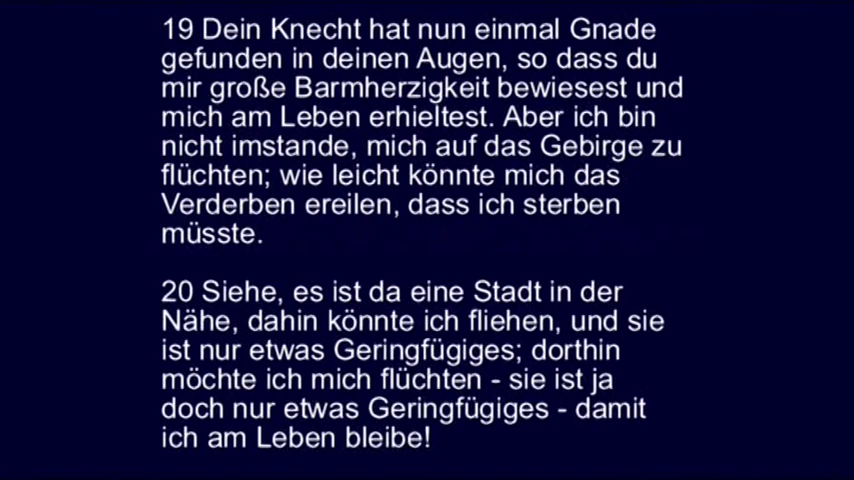 19 Dein Knecht hat nun einmal Gnade
gefunden in deinen Augen, so dass du
mir große Barmherzigkeit bewiesest und
mich am Leben erhieltest. Aber ich bin
nicht imstande, mich auf das Gebirge zu
flüchten; wie leicht könnte mich das
Verderben ereilen, dass ich sterben
müsste.
20 Siehe, es ist da eine Stadt in der
Nähe, dahin könnte ich fliehen, und sie
ist nur etwas Geringfügiges; dorthin
möchte ich mich flüchten - sie ist ja
doch nur etwas Geringfügiges - damit
ich am Leben bleibe!